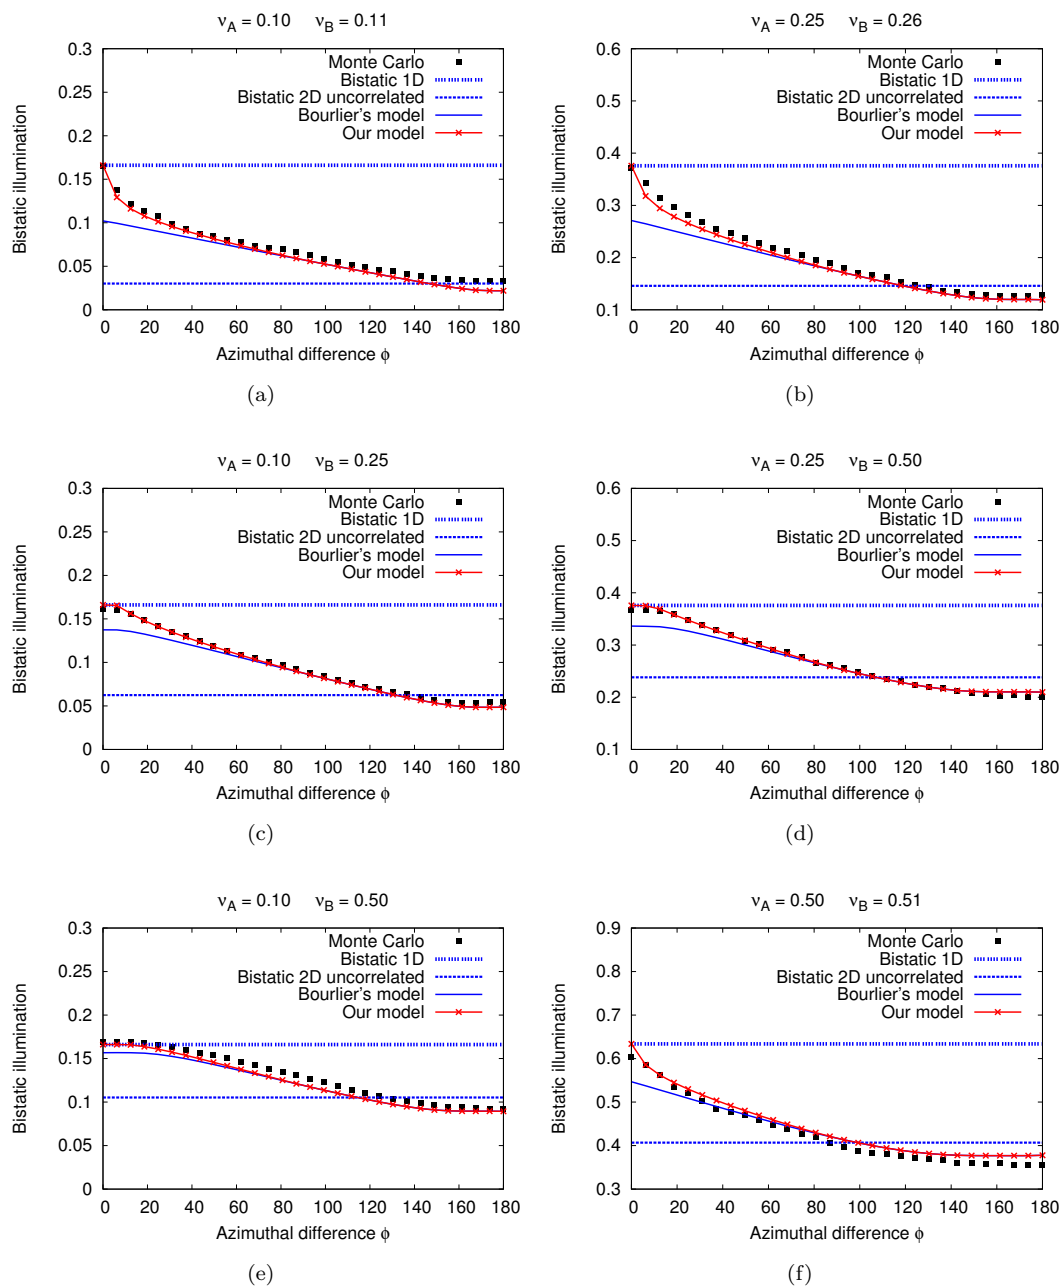 ν_A = 0.10 ν_B = 0.11
0.3
0.25
0.2
0.15
0.1
0.05
0
Bistatic illumination
Monte Carlo
Bistatic 1D
Bistatic 2D uncorrelated
Bourlier's model
Our model
0 20 40 60 80 100 120 140 160 180
Azimuthal difference ϕ
(a)
ν_A = 0.25 ν_B = 0.26
0.6
0.5
0.4
0.3
0.2
0.1
Bistatic illumination
Monte Carlo
Bistatic 1D
Bistatic 2D uncorrelated
Bourlier's model
Our model
0 20 40 60 80 100 120 140 160 180
Azimuthal difference ϕ
(b)
ν_A = 0.10 ν_B = 0.25
0.3
0.25
0.2
0.15
0.1
0.05
0
Bistatic illumination
Monte Carlo
Bistatic 1D
Bistatic 2D uncorrelated
Bourlier's model
Our model
0 20 40 60 80 100 120 140 160 180
Azimuthal difference ϕ
(c)
ν_A = 0.25 ν_B = 0.50
0.6
0.5
0.4
0.3
0.2
0.1
Bistatic illumination
Monte Carlo
Bistatic 1D
Bistatic 2D uncorrelated
Bourlier's model
Our model
0 20 40 60 80 100 120 140 160 180
Azimuthal difference ϕ
(d)
ν_A = 0.10 ν_B = 0.50
0.3
0.25
0.2
0.15
0.1
0.05
0
Bistatic illumination
Monte Carlo
Bistatic 1D
Bistatic 2D uncorrelated
Bourlier's model
Our model
0 20 40 60 80 100 120 140 160 180
Azimuthal difference ϕ
(e)
ν_A = 0.50 ν_B = 0.51
0.9
0.8
0.7
0.6
0.5
0.4
0.3
Bistatic illumination
Monte Carlo
Bistatic 1D
Bistatic 2D uncorrelated
Bourlier's model
Our model
0 20 40 60 80 100 120 140 160 180
Azimuthal difference ϕ
(f)